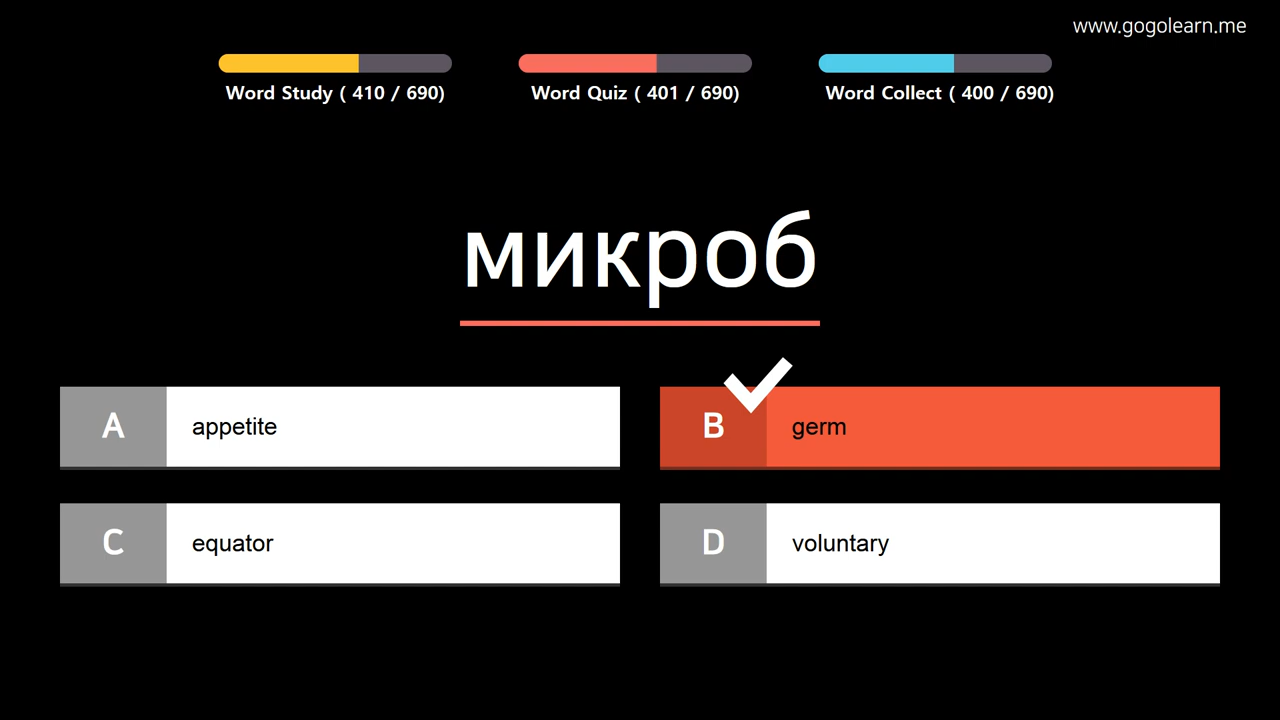 www.gogolearn.me
Word Study ( 410 / 690)
Word Quiz ( 401 / 690)
Word Collect ( 400 / 690)
микроб
A appetite
B germ
C equator
D voluntary